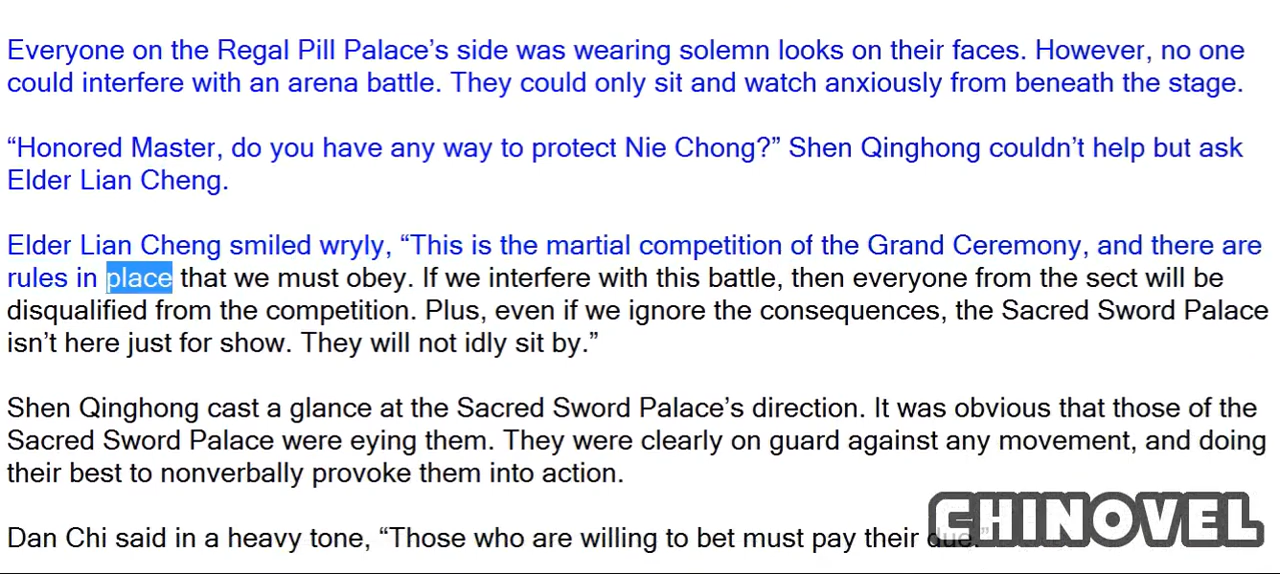 Everyone on the Regal Pill Palace’s side was wearing solemn looks on their faces. However, no one
could interfere with an arena battle. They could only sit and watch anxiously from beneath the stage.
“Honored Master, do you have any way to protect Nie Chong?” Shen Qinghong couldn’t help but ask
Elder Lian Cheng.
Elder Lian Cheng smiled wryly, “This is the martial competition of the Grand Ceremony, and there are
rules in place that we must obey. If we interfere with this battle, then everyone from the sect will be
disqualified from the competition. Plus, even if we ignore the consequences, the Sacred Sword Palace
isn’t here just for show. They will not idly sit by.”
Shen Qinghong cast a glance at the Sacred Sword Palace’s direction. It was obvious that those of the
Sacred Sword Palace were eying them. They were clearly on guard against any movement, and doing
their best to nonverbally provoke them into action.
Dan Chi said in a heavy tone, “Those who are willing to bet must pay their due.”
CHINOVEL